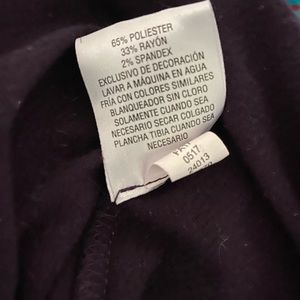 65% POLIESTER
33% RAYÓN
2% SPANDEX
EXCLUSIVO DE DECORACIÓN
LAVAR A MÁQUINA EN AGUA
FRÍA CON COLORES SIMILARES
BLANQUEADOR SIN CLORO
SOLAMENTE CUANDO SEA
NECESARIO SECAR COLGADO
PLANCHA TIBIA CUANDO SEA
NECESARIO
0517
24013